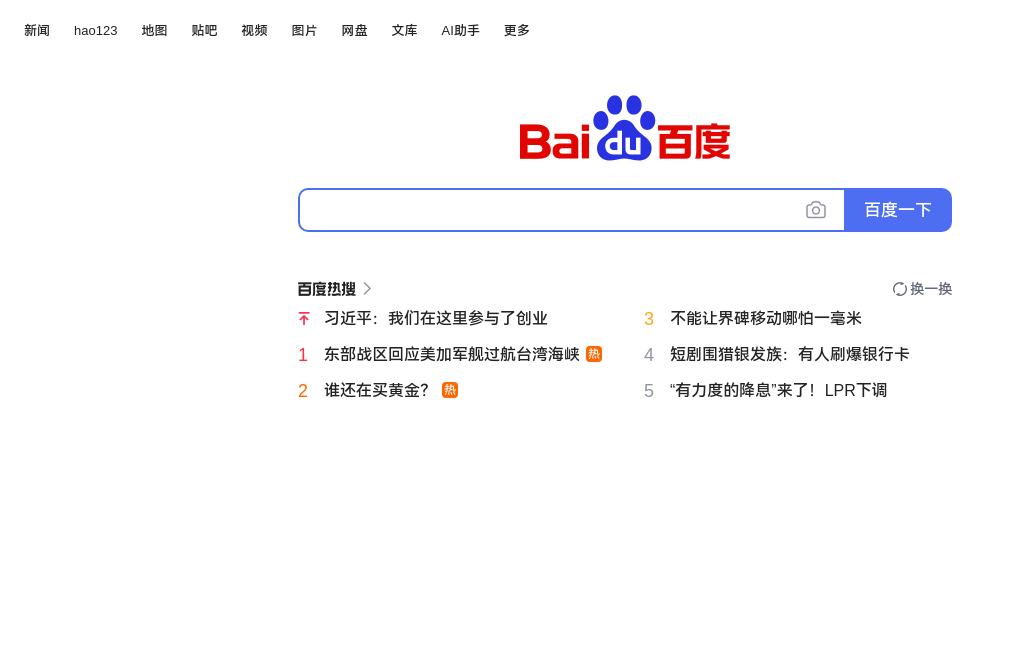 新闻 hao123 地图 贴吧 视频 图片 网盘 文库 AI助手 更多
Bai du 百度
百度一下
百度热搜 换一换
习近平：我们在这里参与了创业
1 东部战区回应美加军舰过航台湾海峡 热
2 谁还在买黄金？ 热
3 不能让界碑移动哪怕一毫米
4 短剧围猎银发族：有人刷爆银行卡
5 “有力度的降息”来了！LPR下调